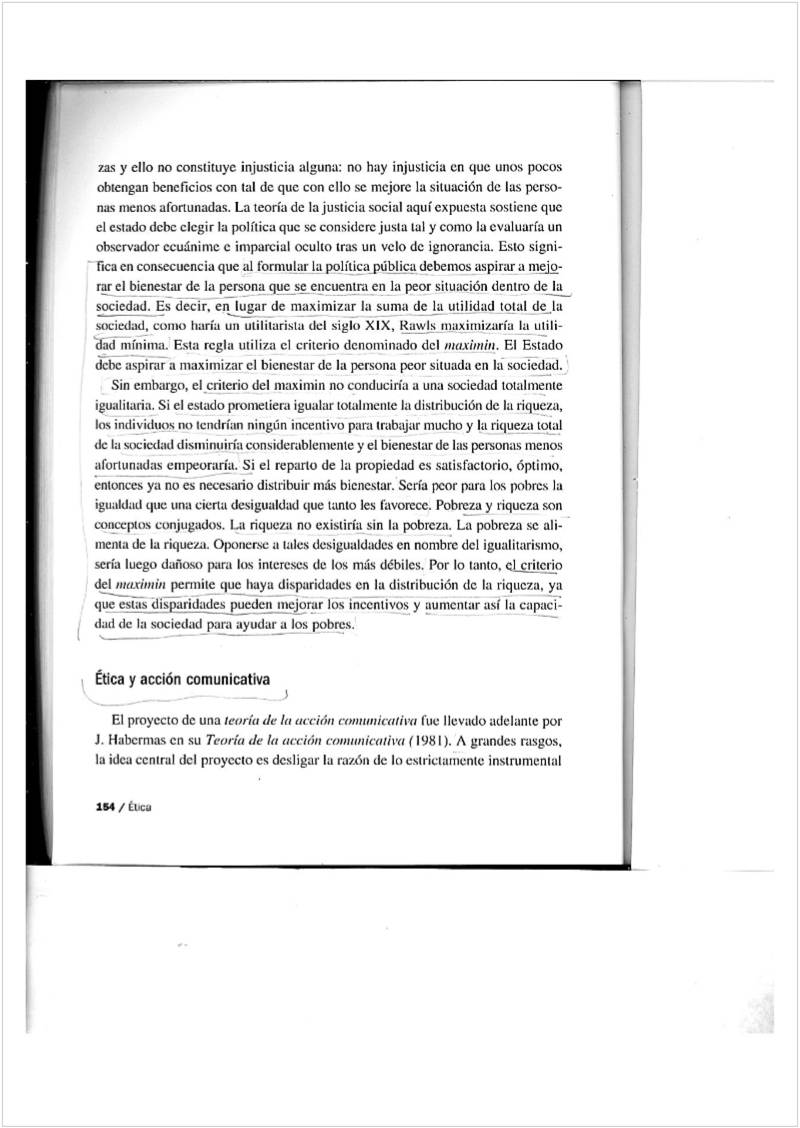 zas y ello no constituye injusticia alguna: no hay injusticia en que unos pocos
obtengan beneficios con tal de que con ello se mejore la situación de las perso-
nas menos afortunadas. La teoría de la justicia social aquí expuesta sostiene que
el estado debe elegir la política que se considere justa tal y como la evaluaría un
observador ecuánime e imparcial oculto tras un velo de ignorancia. Esto signi-
fica en consecuencia que al formular la política pública debemos aspirar a mejo-
rar el bienestar de la persona que se encuentra en la peor situación dentro de la
sociedad. Es decir, en lugar de maximizar la suma de la utilidad total de la
sociedad, como haría un utilitarista del siglo XIX, Rawls maximizaría la utili-
dad mínima. Esta regla utiliza el criterio denominado del maximin. El Estado
debe aspirar a maximizar el bienestar de la persona peor situada en la sociedad.
Sin embargo, el criterio del maximin no conduciría a una sociedad totalmente
igualitaria. Si el estado prometiera igualar totalmente la distribución de la riqueza,
los individuos no tendrían ningún incentivo para trabajar mucho y la riqueza total
de la sociedad disminuiría considerablemente y el bienestar de las personas menos
afortunadas empeoraría. Si el reparto de la propiedad es satisfactorio, óptimo,
entonces ya no es necesario distribuir más bienestar. Sería peor para los pobres la
igualdad que una cierta desigualdad que tanto les favorece. Pobreza y riqueza son
conceptos conjugados. La riqueza no existiría sin la pobreza. La pobreza se ali-
menta de la riqueza. Oponerse a tales desigualdades en nombre del igualitarismo,
sería luego dañoso para los intereses de los más débiles. Por lo tanto, el criterio
del maximin permite que haya disparidades en la distribución de la riqueza, ya
que estas disparidades pueden mejorar los incentivos y aumentar así la capaci-
dad de la sociedad para ayudar a los pobres.
Ética y acción comunicativa
El proyecto de una teoría de la acción comunicativa fue llevado adelante por
J. Habermas en su Teoría de la acción comunicativa (1981). A grandes rasgos,
la idea central del proyecto es desligar la razón de lo estrictamente instrumental
154 / Ética